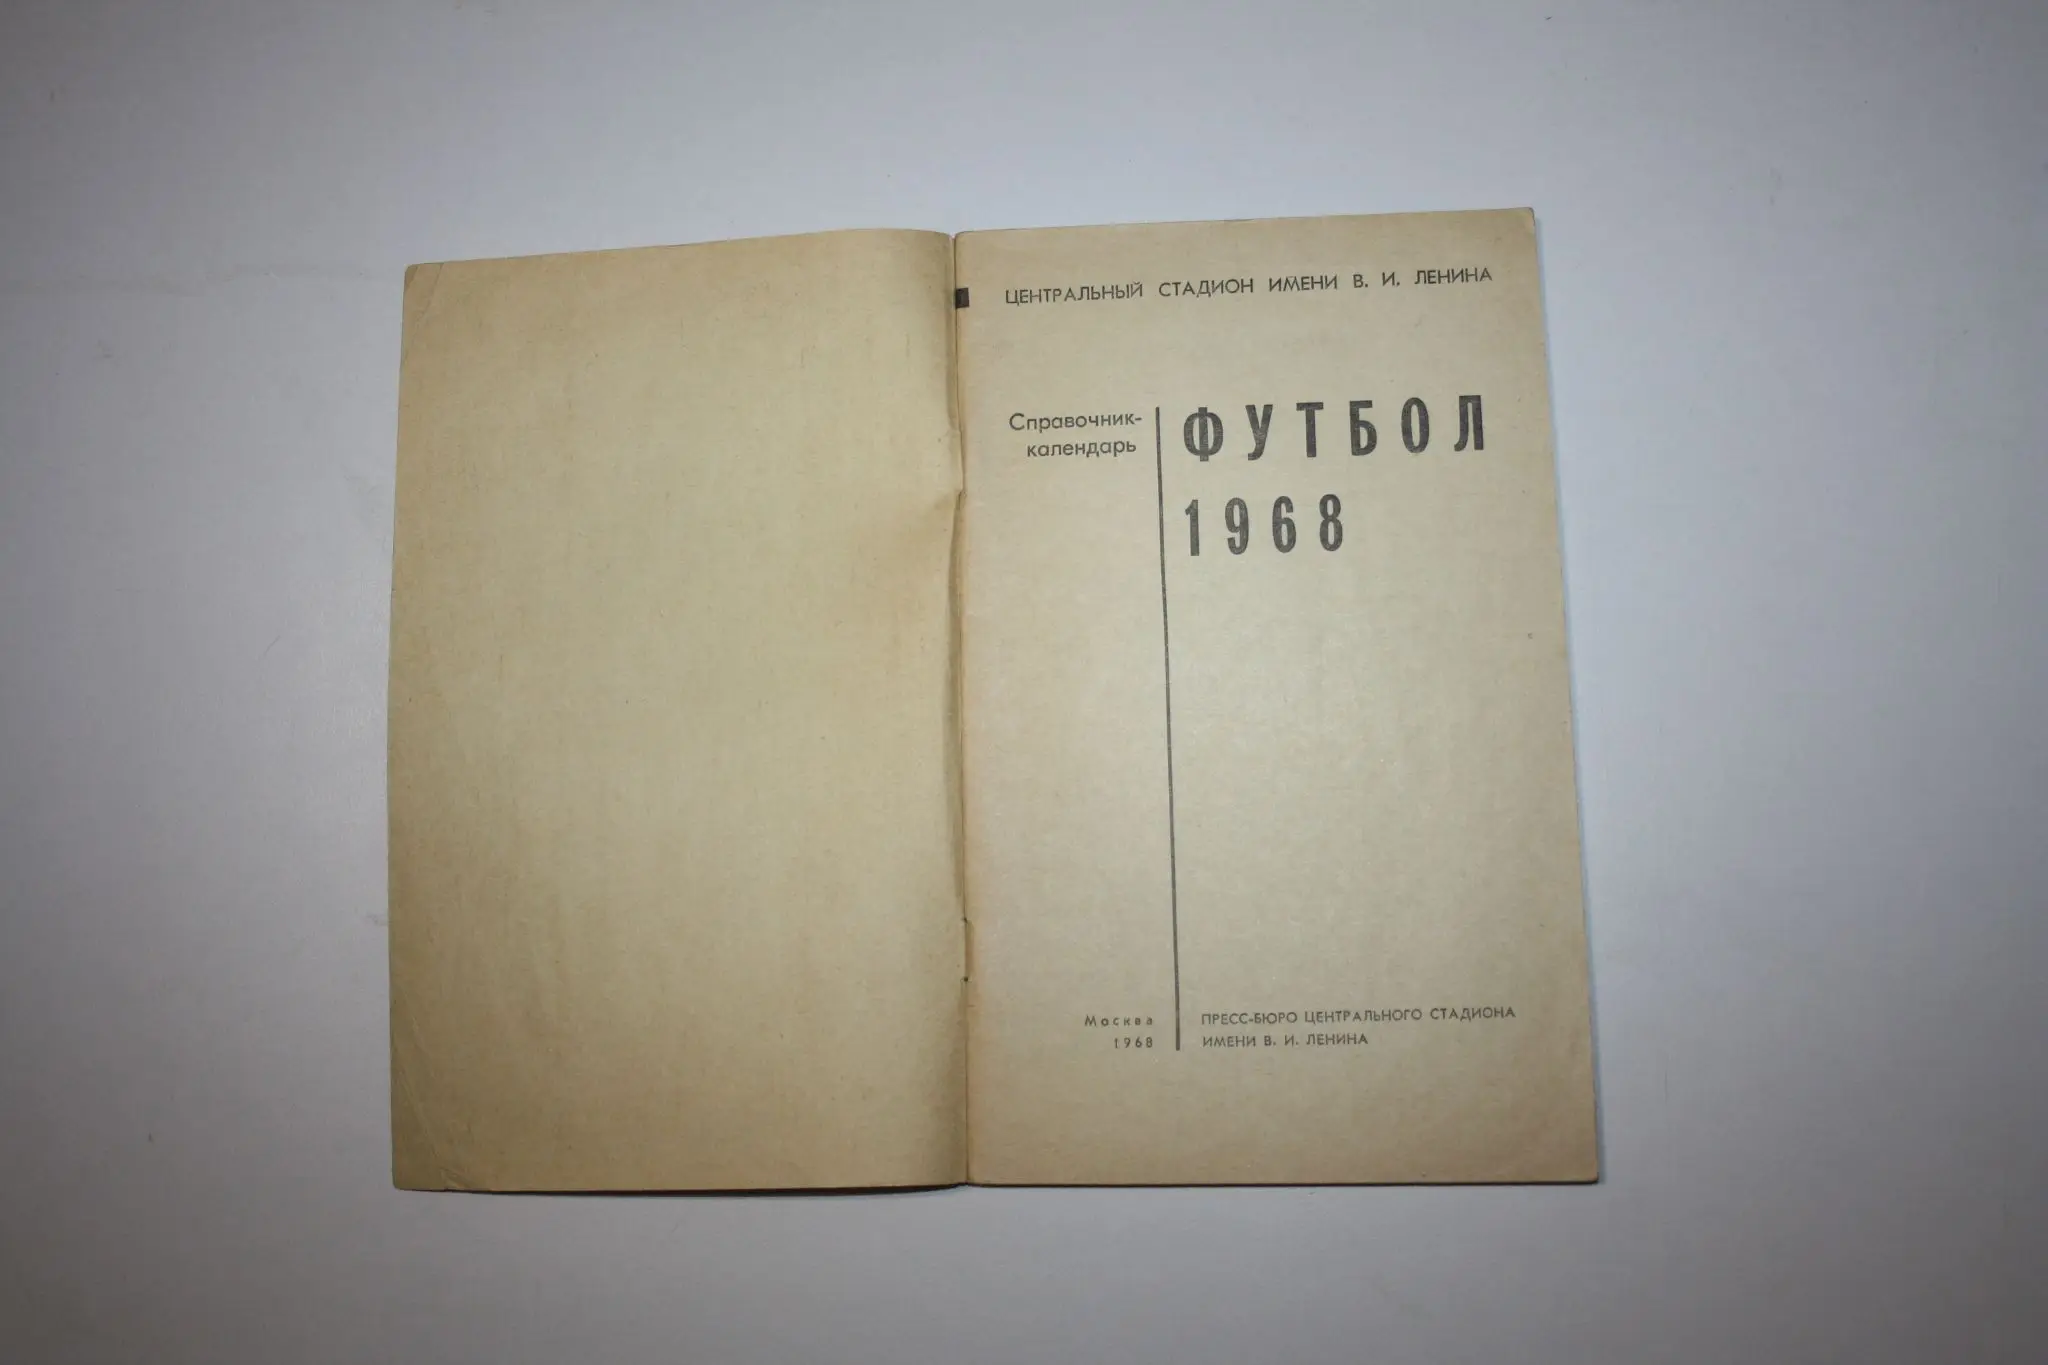 ЦЕНТРАЛЬНЫЙ СТАДИОН ИМЕНИ В. И. ЛЕНИНА
Справочник-
календарь
ФУТБОЛ
1968
Москва
1968
ПРЕСС-БЮРО ЦЕНТРАЛЬНОГО СТАДИОНА
ИМЕНИ В. И. ЛЕНИНА